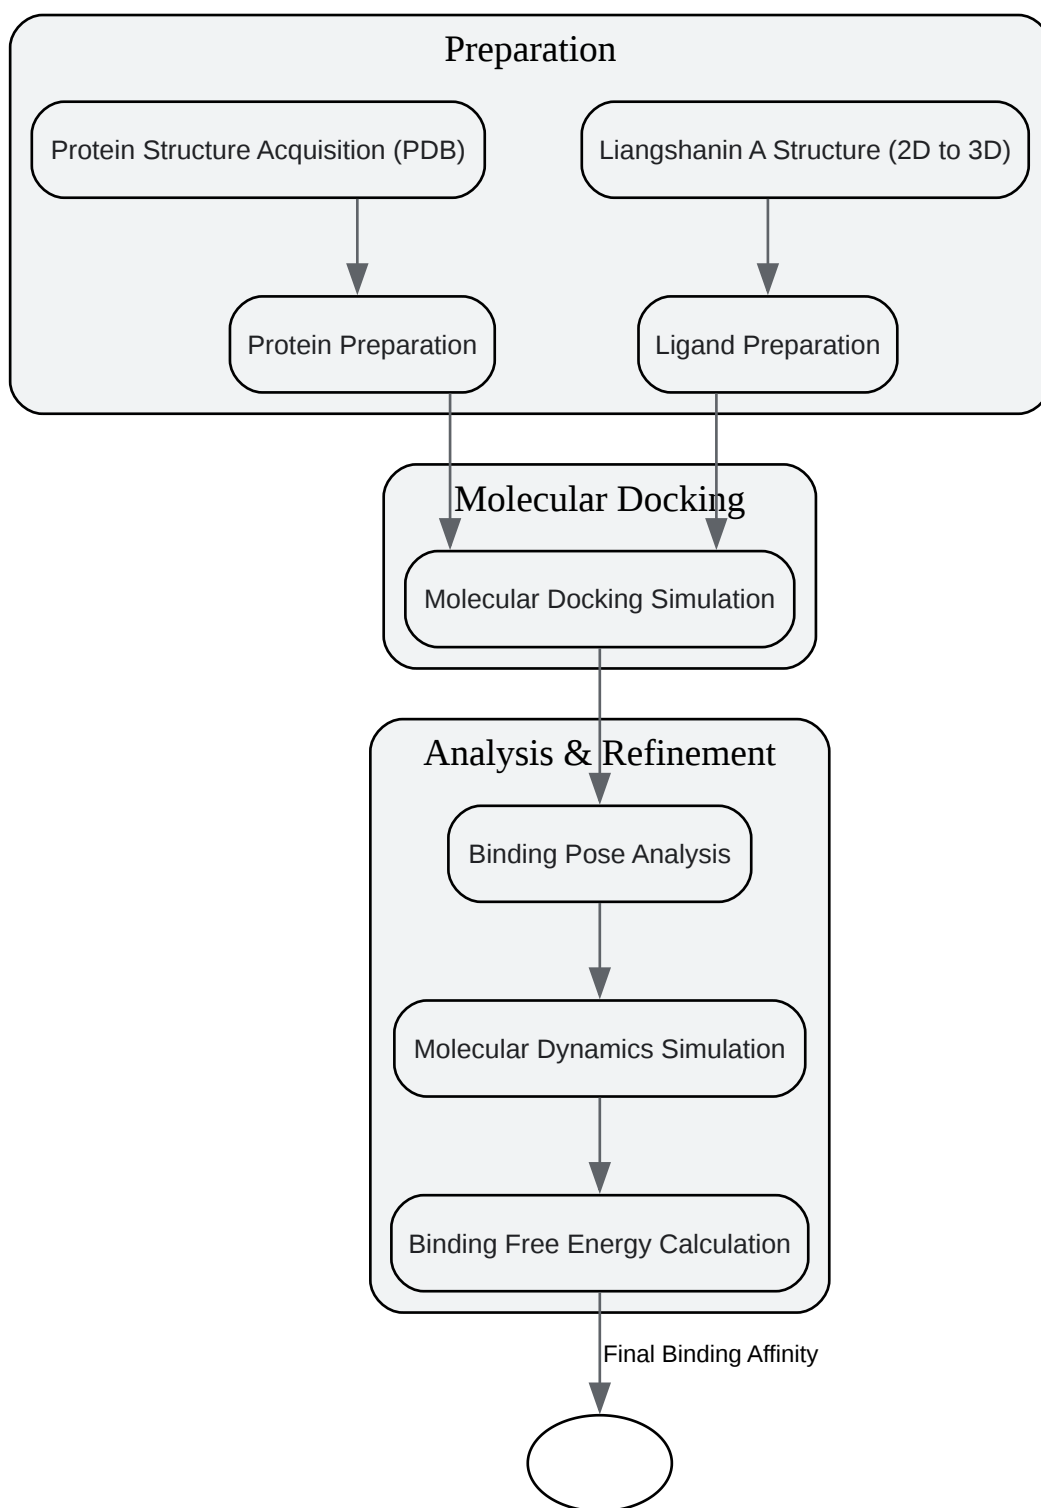 Preparation
Protein Structure Acquisition (PDB)
Liangshanin A Structure (2D to 3D)
Protein Preparation
Ligand Preparation
Molecular Docking
Molecular Docking Simulation
Analysis & Refinement
Binding Pose Analysis
Molecular Dynamics Simulation
Binding Free Energy Calculation
Final Binding Affinity